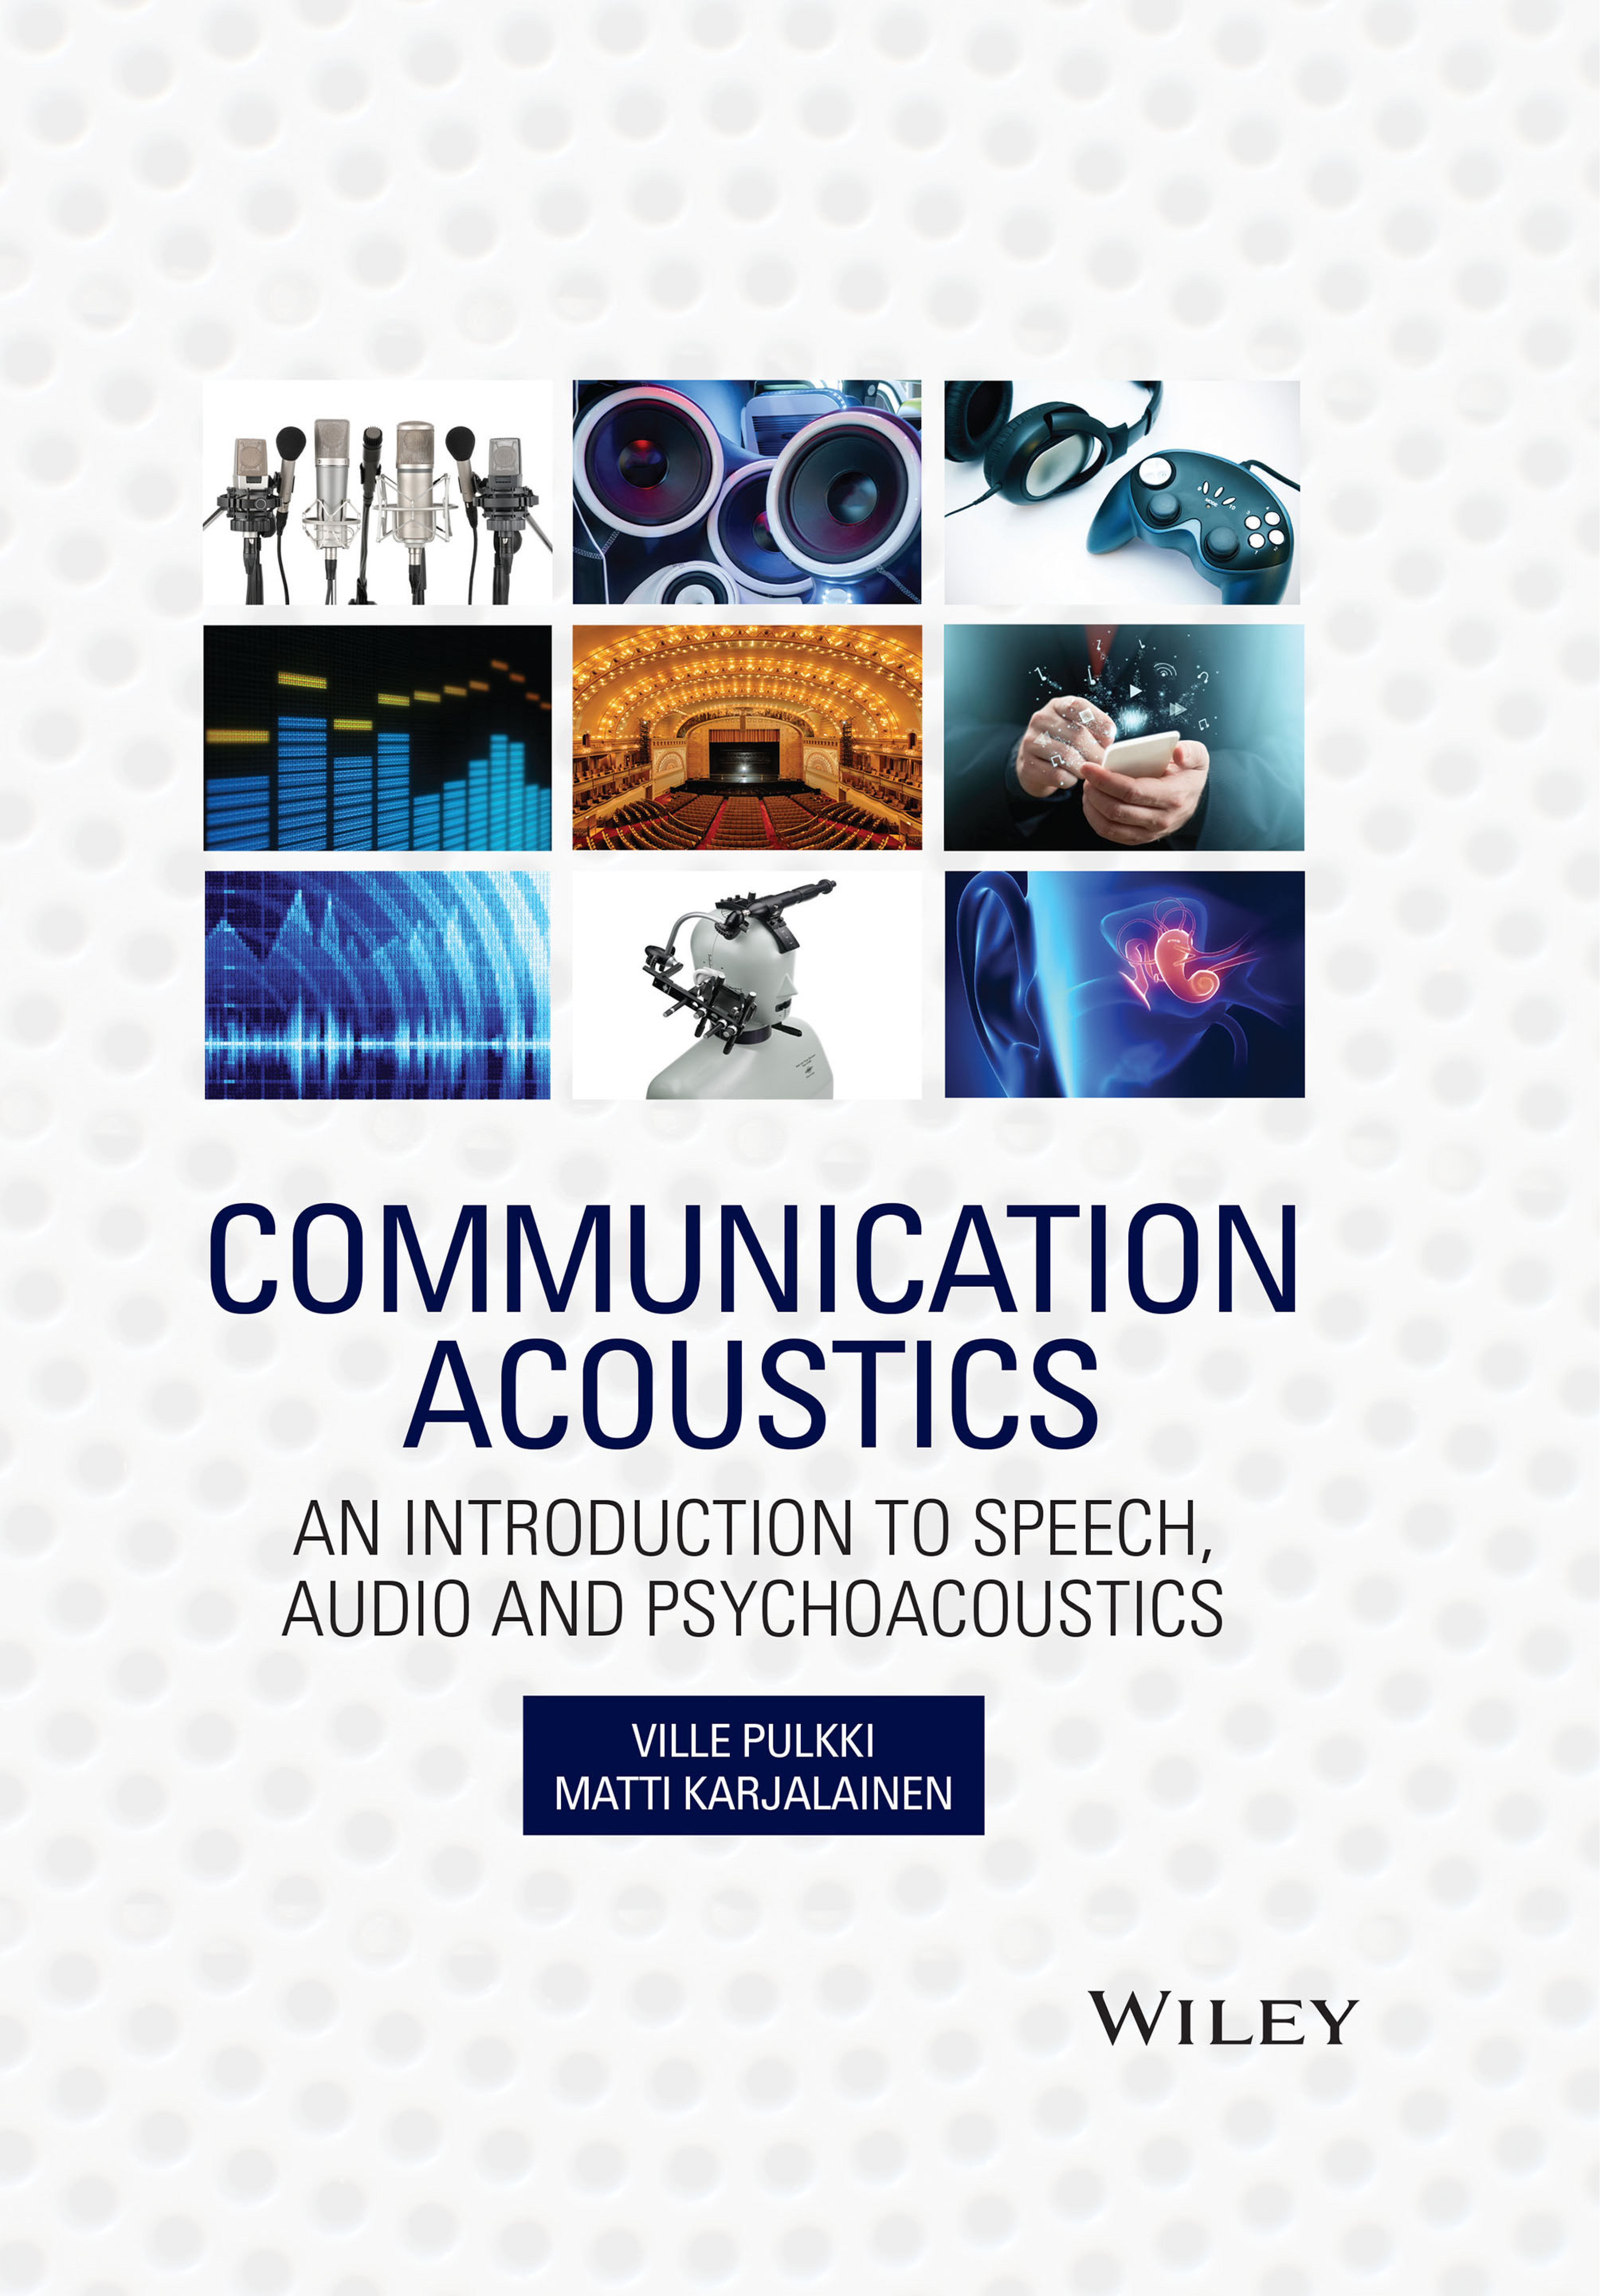 COMMUNICATION
ACOUSTICS
AN INTRODUCTION TO SPEECH,
AUDIO AND PSYCHOACOUSTICS
VILLE PULKKI
MATTI KARJALAINEN
WILEY